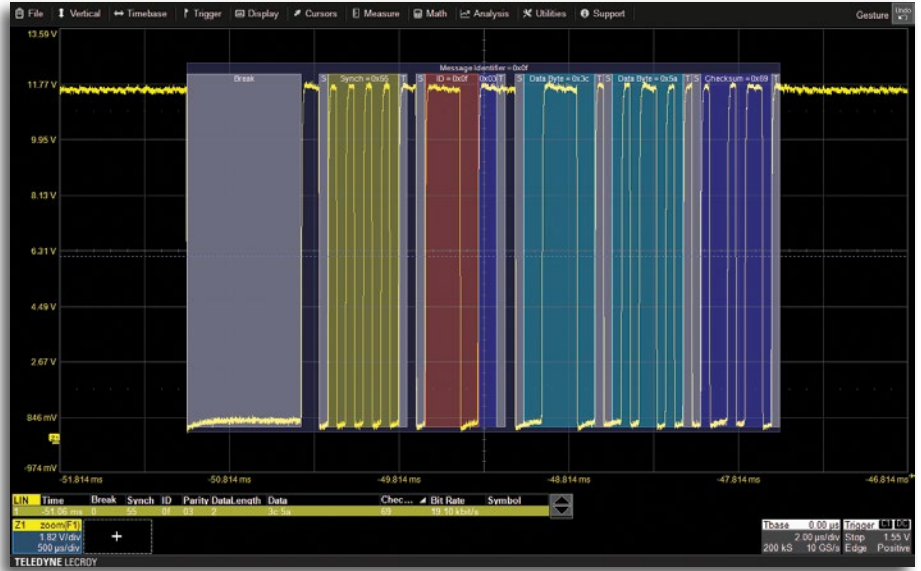 File Vertical Timebase Trigger Display Cursors Measure Math Analysis Utilities Support Gesture Undo
13.59 V
Message Identifier = 0x0f
Break S Synch = 0x55 T S ID = 0x0f 0x03 T S Data Byte = 0x3c T S Data Byte = 0x5a T S Checksum = 0x69 T
11.77 V
9.95 V
8.13 V
6.31 V
4.49 V
2.67 V
846 mV
-974 mV
-51.814 ms -50.814 ms -49.814 ms -48.814 ms -47.814 ms -46.814 ms
LIN Time Break Synch ID Parity DataLength Data Chec... Bit Rate Symbol
1 -51.06 ms 0 55 0f 03 2 3c 5a 69 19.10 kbit/s
Z1 zoom(F1)
1.82 V/div
500 µs/div
+
Tbase 0.00 µs Trigger C1 DC
2.00 µs/div Stop 1.55 V
200 kS 10 GS/s Edge Positive
TELEDYNE LECROY